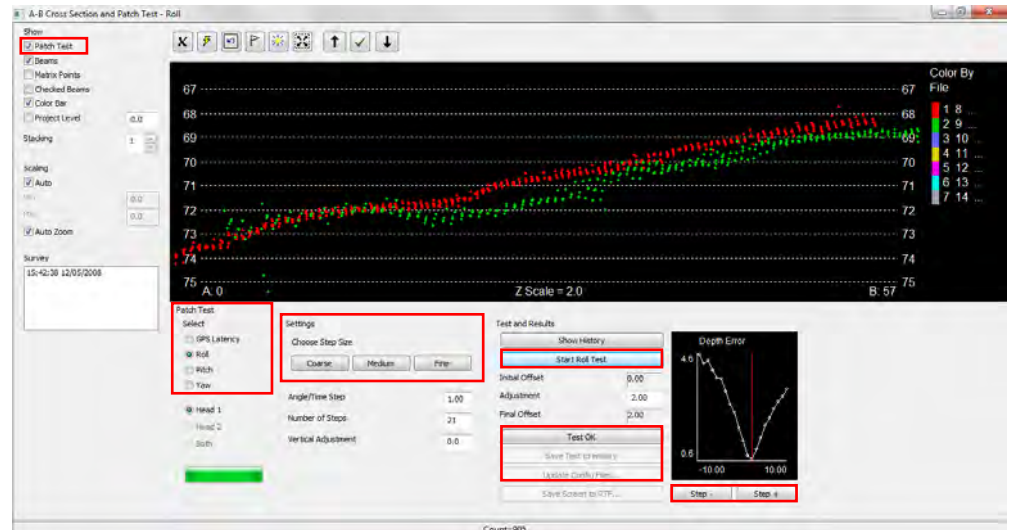 A-B Cross Section and Patch Test - Roll
Show
Patch Test
Beams
Matrix Points
Checked Beams
Color Bar
Project Level 0.0
Stacking 1
Scaling
Auto
0.0
0.0
Auto Zoom
Survey
15:42:38 12/05/2008
Color By
File
67 67
68 68
69 69
70 70
71 71
72 72
73 73
74 74
75 75
A: 0 Z Scale = 2.0 B: 57
1 8 ...
2 9 ...
3 10 ...
4 11 ...
5 12 ...
6 13 ...
7 14 ...
Patch Test
Select
GPS Latency
Roll
Pitch
Yaw
Head 1
Head 2
Both
Settings
Choose Step Size
Coarse Medium Fine
Angle/Time Step 1.00
Number of Steps 21
Vertical Adjustment 0.0
Test and Results
Show History
Start Roll Test
Initial Offset 0.00
Adjustment 2.00
Final Offset 2.00
Test OK
Save Test to History
Update Config Files...
Save Screen to RTF...
Depth Error
4.6
0.6
-10.00 10.00
Step - Step +
Count=905